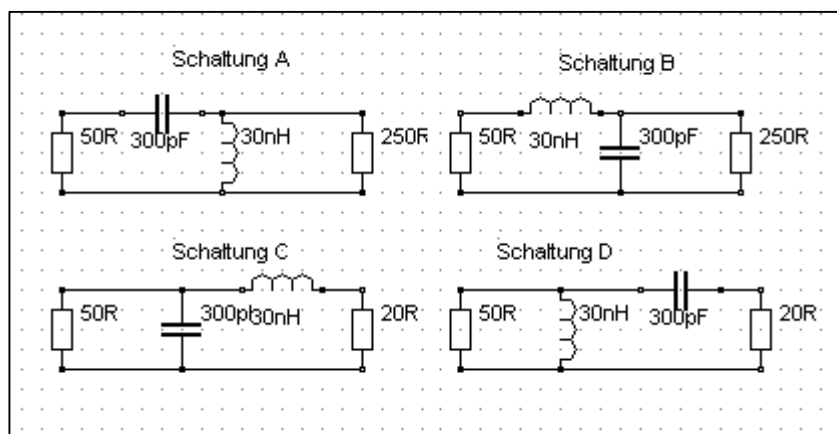 Schaltung A
50R
300pF
30nH
250R
Schaltung B
50R
30nH
300pF
250R
Schaltung C
50R
300pF
30nH
20R
Schaltung D
50R
30nH
300pF
20R